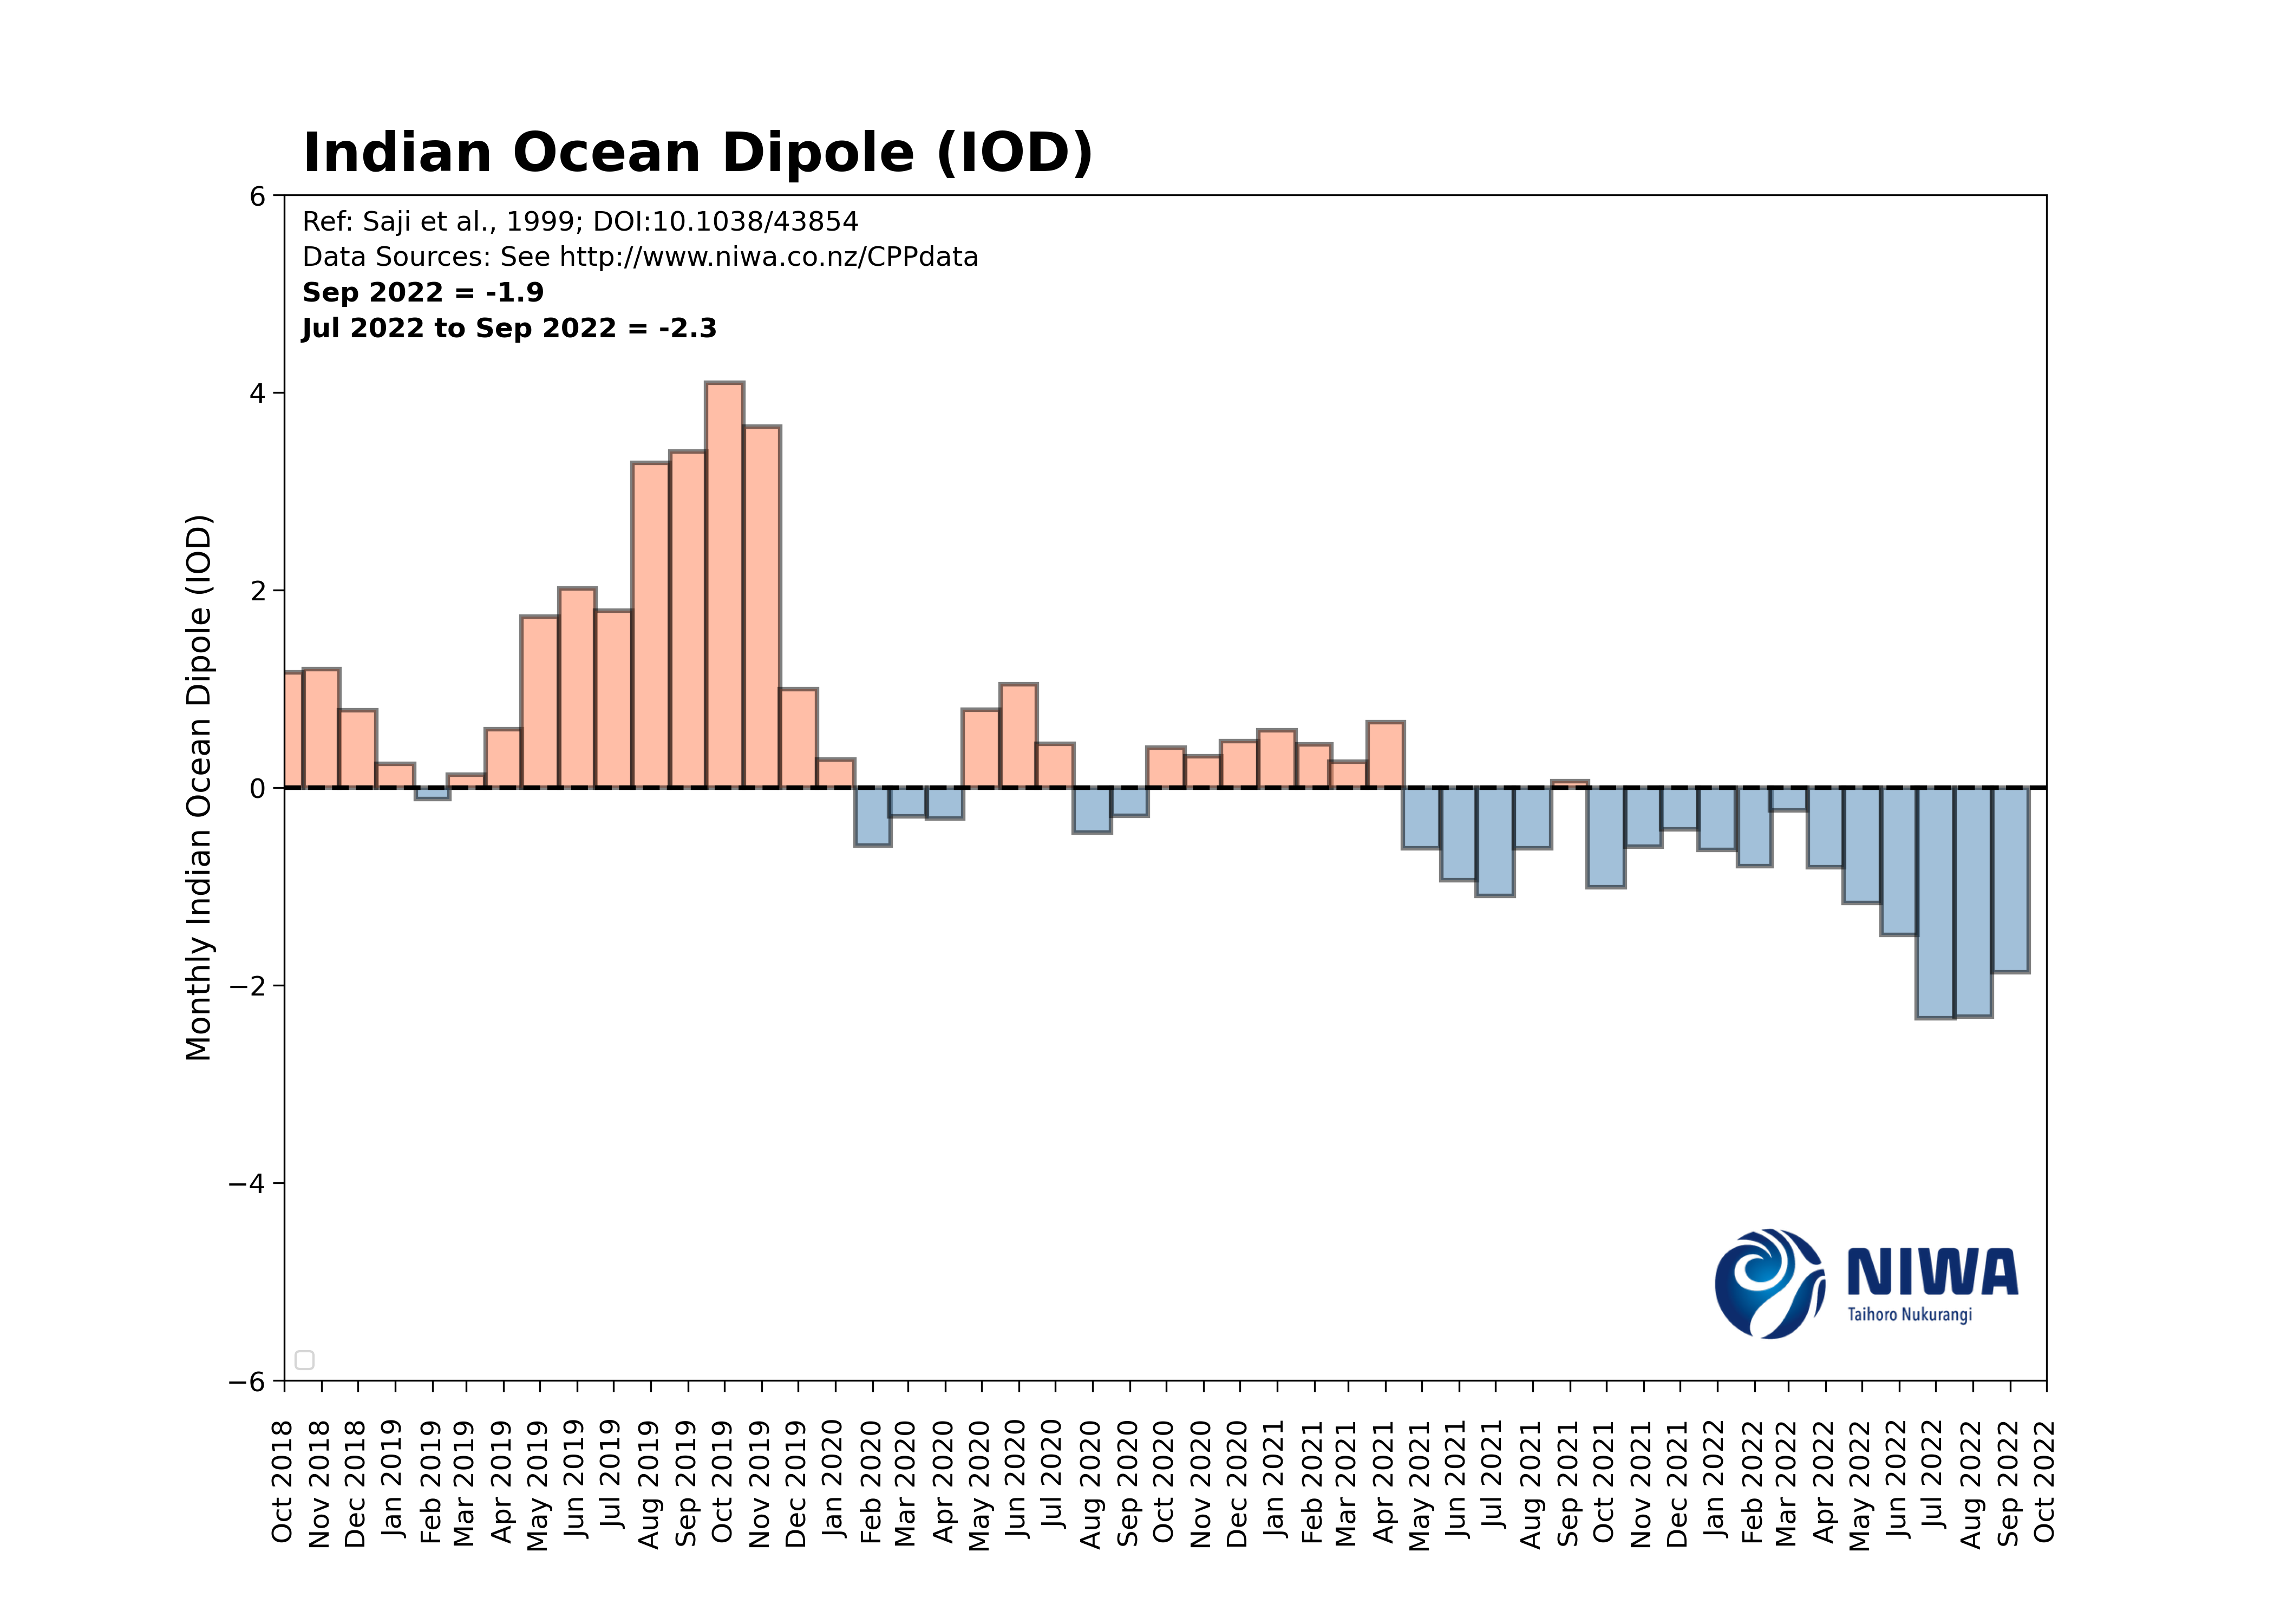 Indian Ocean Dipole (IOD)
Ref: Saji et al., 1999; DOI:10.1038/43854
Data Sources: See http://www.niwa.co.nz/CPPdata
Sep 2022 = -1.9
Jul 2022 to Sep 2022 = -2.3
Monthly Indian Ocean Dipole (IOD)
6
4
2
0
−2
−4
−6
NIWA
Taihoro Nukurangi
Oct 2018
Nov 2018
Dec 2018
Jan 2019
Feb 2019
Mar 2019
Apr 2019
May 2019
Jun 2019
Jul 2019
Aug 2019
Sep 2019
Oct 2019
Nov 2019
Dec 2019
Jan 2020
Feb 2020
Mar 2020
Apr 2020
May 2020
Jun 2020
Jul 2020
Aug 2020
Sep 2020
Oct 2020
Nov 2020
Dec 2020
Jan 2021
Feb 2021
Mar 2021
Apr 2021
May 2021
Jun 2021
Jul 2021
Aug 2021
Sep 2021
Oct 2021
Nov 2021
Dec 2021
Jan 2022
Feb 2022
Mar 2022
Apr 2022
May 2022
Jun 2022
Jul 2022
Aug 2022
Sep 2022
Oct 2022